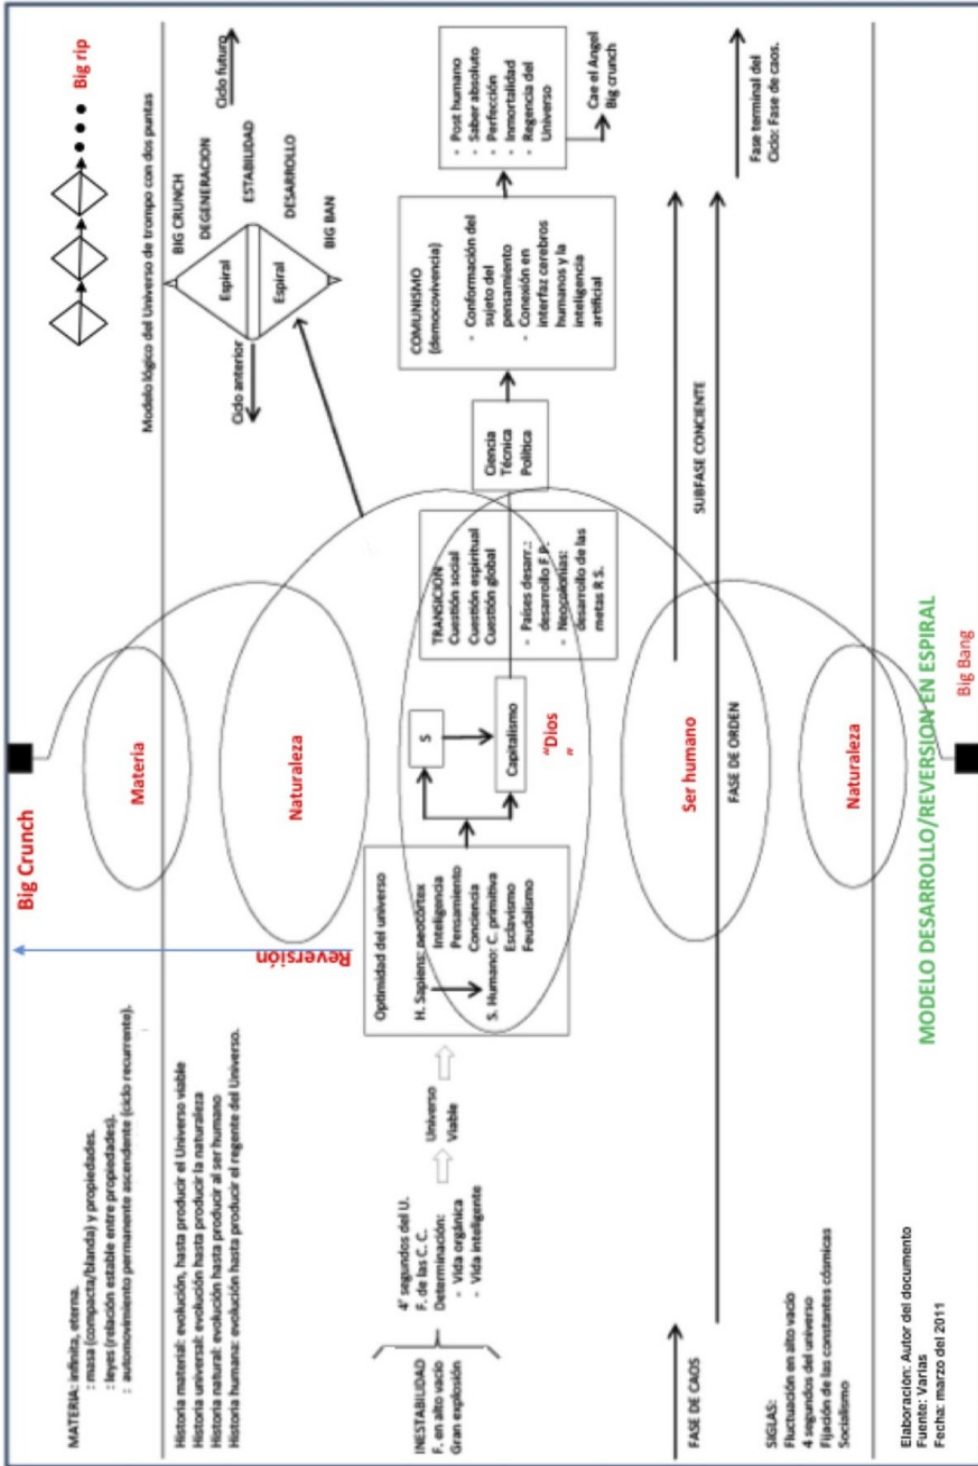 MATERIA: infinita, eterna.
: masa (compacta/blanda) y propiedades.
: leyes (relación estable entre propiedades).
: automovimiento permanente ascendente (ciclo recurrente).
Big Crunch
Big rip
Modelo lógico del Universo de trompo con dos puntas
Historia material: evolución, hasta producir el Universo viable
Historia universal: evolución hasta producir la naturaleza
Historia natural: evolución hasta producir al ser humano
Historia humana: evolución hasta producir el regente del Universo.
Reversión
Materia
Naturaleza
Ciclo anterior
Espiral
Espiral
BIG CRUNCH
DEGENERACION
ESTABILIDAD
DESARROLLO
BIG BAN
Ciclo futuro
INESTABILIDAD
F. en alto vacío
Gran explosión
4' segundos del U.
F. de las C. C.
Determinación:
- Vida orgánica
- Vida inteligente
Universo
Viable
Optimidad del universo
H. Sapiens: neocórtex
Inteligencia
Pensamiento
Conciencia
S. Humano: C. primitiva
Esclavismo
Feudalismo
S
Capitalismo
"Dios
"
TRANSICION
Cuestión social
Cuestión espiritual
Cuestión global
- Países desarr.:
desarrollo F P.
- Neocolonias:
desarrollo de las
metas R S.
Ciencia
Técnica
Política
COMUNISMO
(democovivencia)
- Conformación del
sujeto del
pensamiento
- Conexión en
interfaz cerebros
humanos y la
inteligencia
artificial
- Post humano
- Saber absoluto
- Perfección
- Inmortalidad
- Regencia del
Universo
Cae el Angel
Big crunch
FASE DE CAOS
Ser humano
FASE DE ORDEN
SUBFASE CONCIENTE
Fase terminal del
Ciclo: Fase de caos.
SIGLAS:
Fluctuación en alto vacío
4 segundos del universo
Fijación de las constantes cósmicas
Socialismo
Naturaleza
Elaboración: Autor del documento
Fuente: Varias
Fecha: marzo del 2011
MODELO DESARROLLO/REVERSION EN ESPIRAL
Big Bang